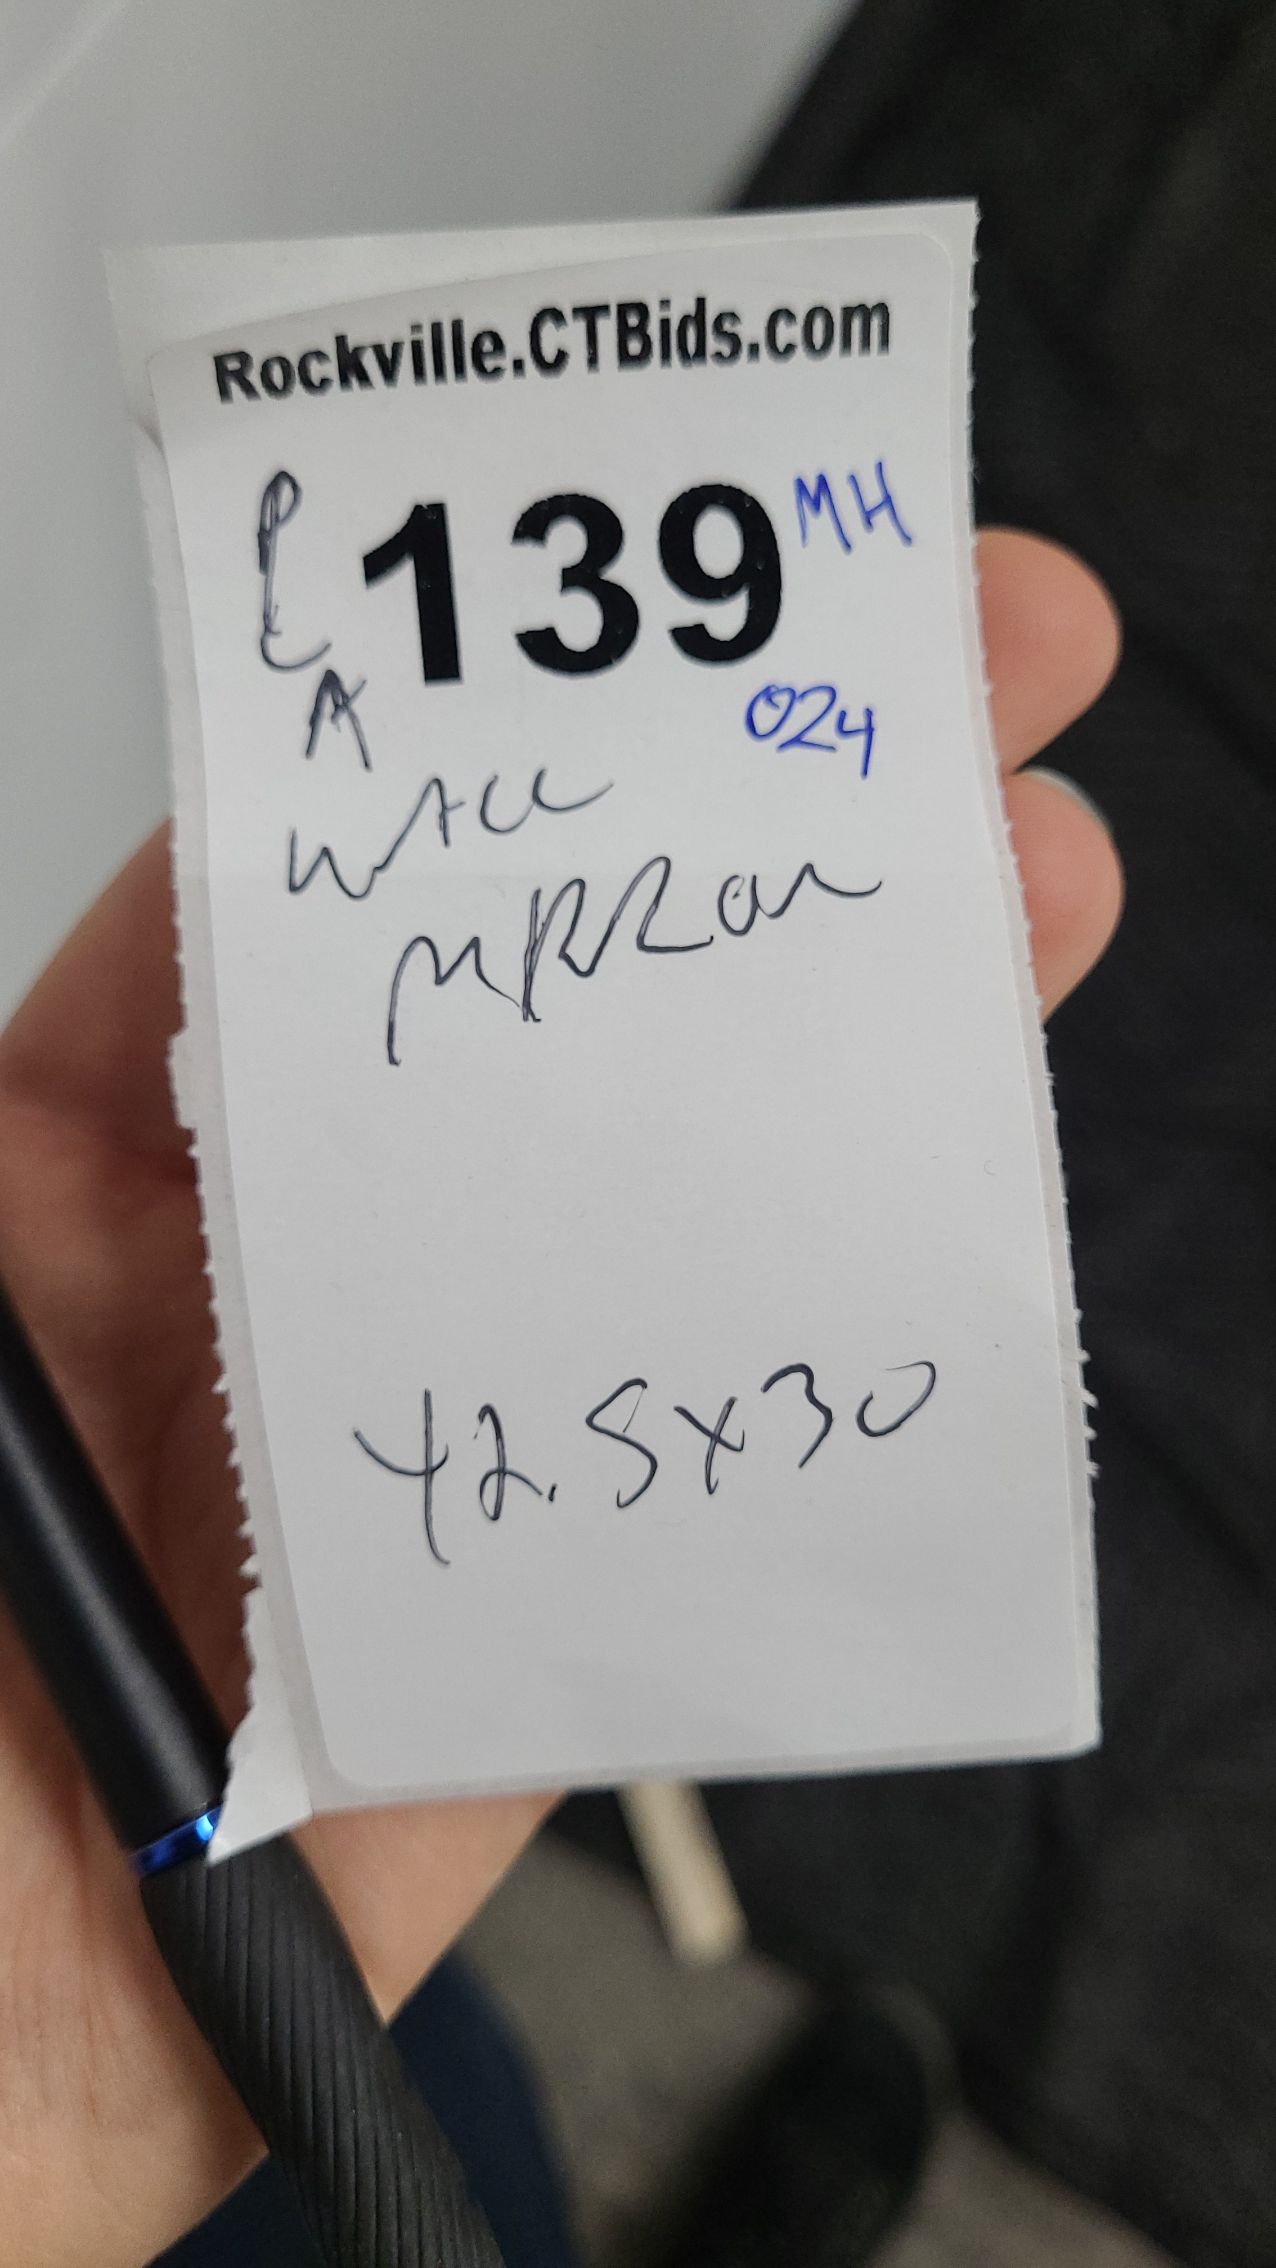 Rockville.CTBids.com
139
MH
024
A
WALL
MIRROR
42.5x30